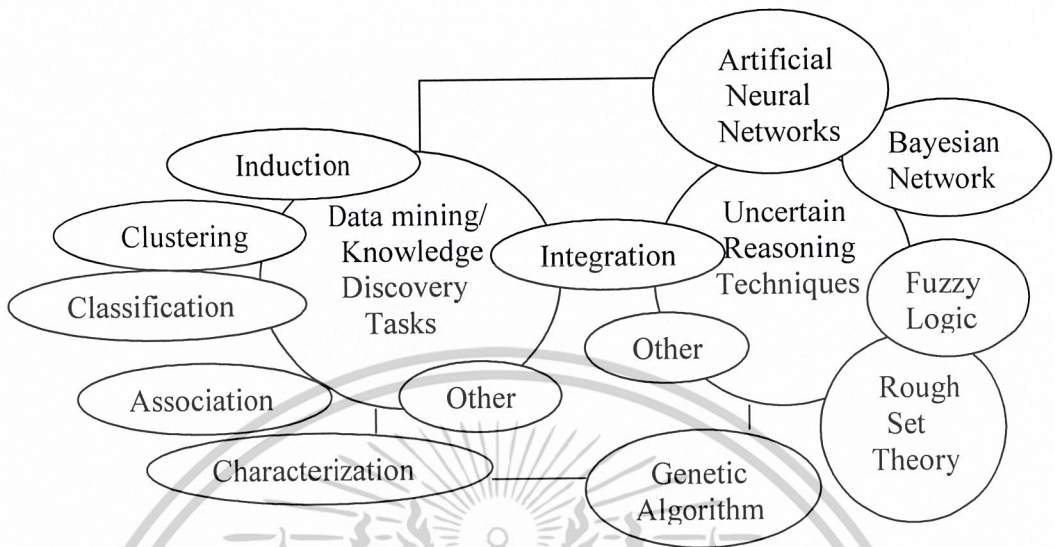 Artificial
Neural
Networks
Bayesian
Network
Induction
Data mining/
Knowledge
Discovery
Tasks
Uncertain
Reasoning
Techniques
Clustering
Integration
Classification
Fuzzy
Logic
Other
Association
Other
Rough
Set
Theory
Characterization
Genetic
Algorithm